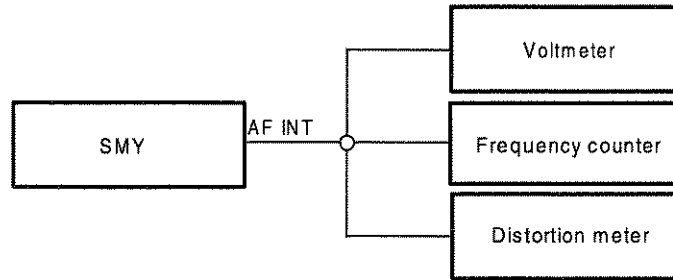 Voltmeter
AF INT
SMY
Frequency counter
Distortion meter